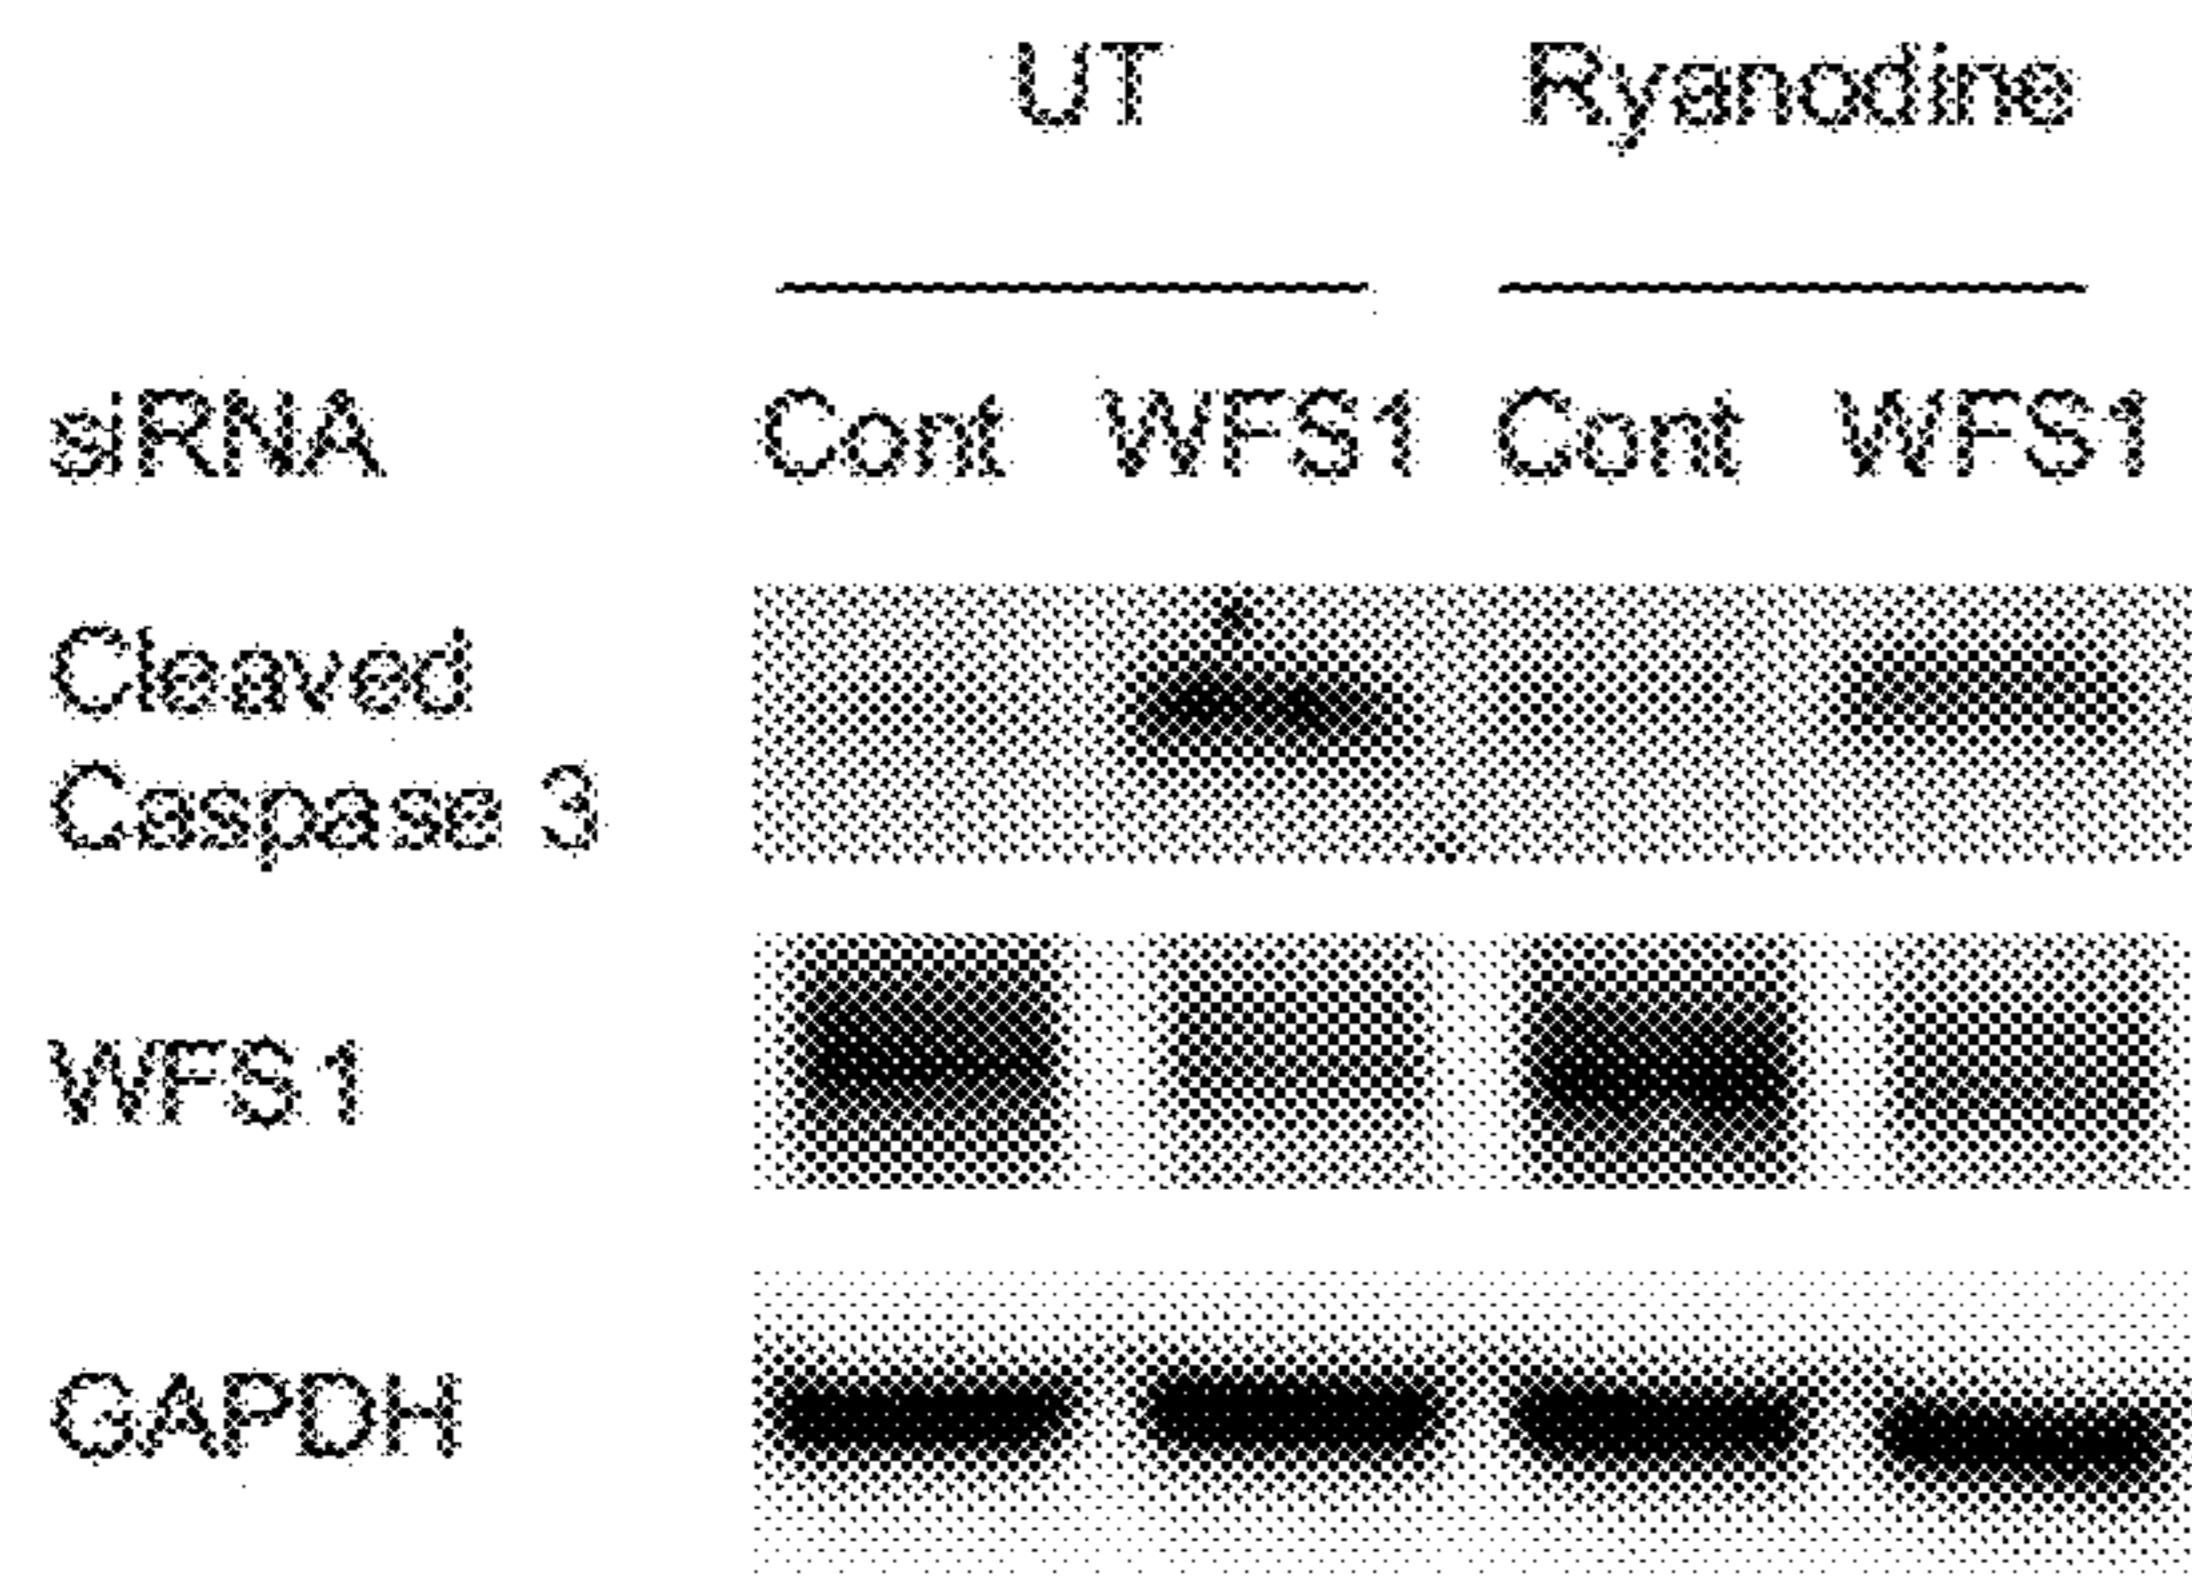 UT Ryanodine
siRNA Cont WFS1 Cont WFS1
Cleaved
Caspase 3
WFS1
GAPDH